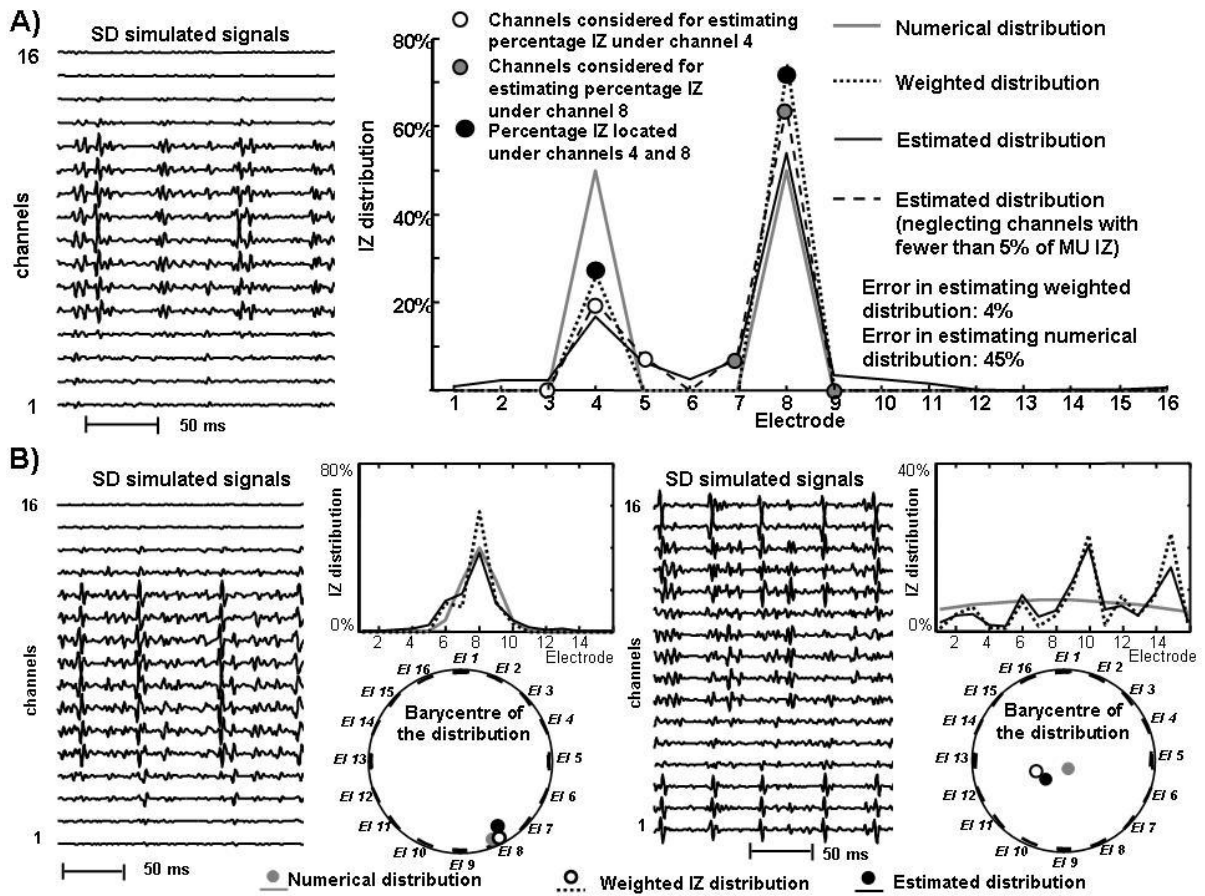 A)
SD simulated signals
16
channels
1
50 ms
80%
60%
40%
20%
IZ distribution
1 2 3 4 5 6 7 8 9 10 11 12 13 14 15 16
Electrode
Channels considered for estimating
percentage IZ under channel 4
Channels considered for
estimating percentage IZ
under channel 8
Percentage IZ located
under channels 4 and 8
Numerical distribution
Weighted distribution
Estimated distribution
Estimated distribution
(neglecting channels with
fewer than 5% of MU IZ)
Error in estimating weighted
distribution: 4%
Error in estimating numerical
distribution: 45%
B)
SD simulated signals
16
channels
1
50 ms
80%
IZ distribution
0%
2 4 6 8 10 12 14
Electrode
El 1
El 2
El 3
El 4
El 5
El 6
El 7
El 8
El 9
El 10
El 11
El 12
El 13
El 14
El 15
El 16
Barycentre of
the distribution
SD simulated signals
16
channels
1
50 ms
40%
IZ distribution
0%
2 4 6 8 10 12 14
Electrode
El 1
El 2
El 3
El 4
El 5
El 6
El 7
El 8
El 9
El 10
El 11
El 12
El 13
El 14
El 15
El 16
Barycentre of
the distribution
Numerical distribution
Weighted IZ distribution
Estimated distribution